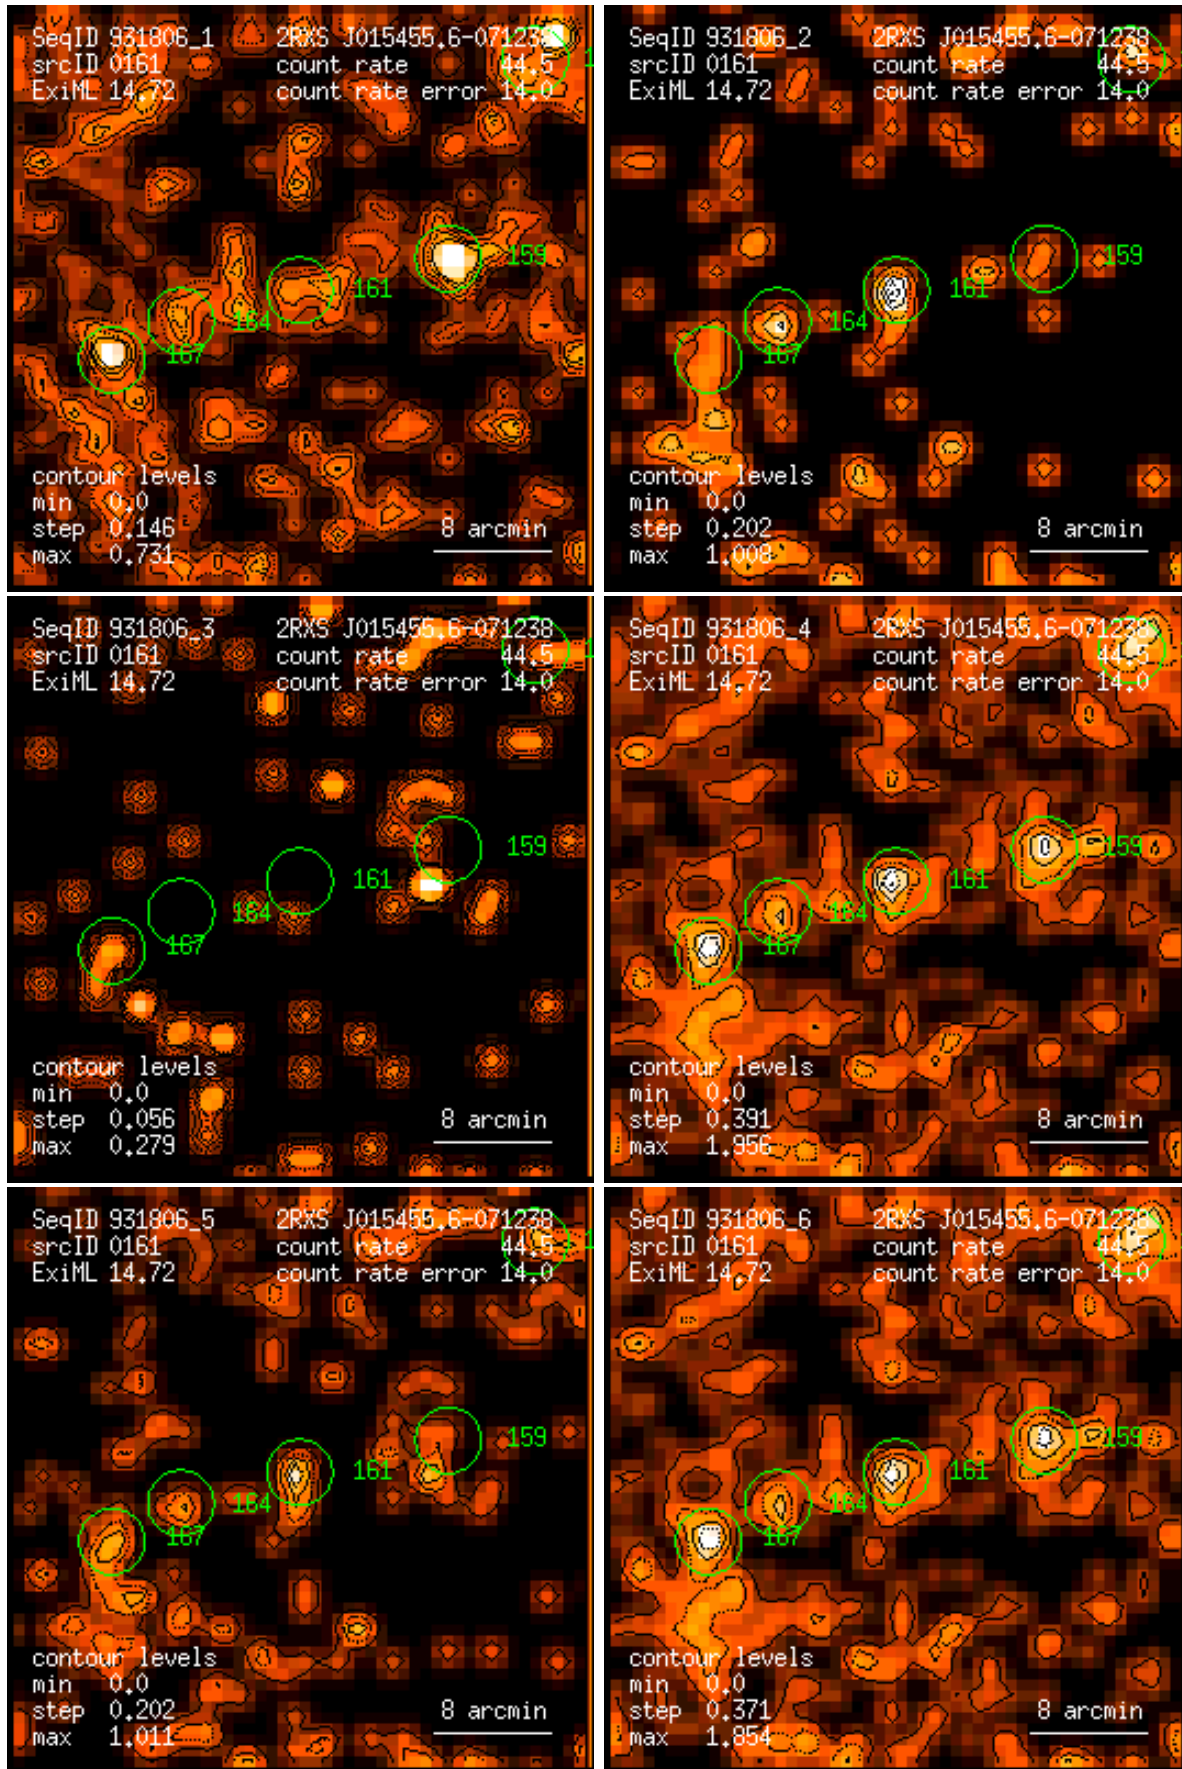 SeqID 931806_1 2RXS J015455.6-071238
srcID 0161 count rate 44.5
ExiML 14.72 count rate error 14.0
1
159
161
164
167
contour levels
min 0.0
step 0.146
max 0.731
8 arcmin
SeqID 931806_2 2RXS J015455.6-071238
srcID 0161 count rate 44.5
ExiML 14.72 count rate error 14.0
159
161
164
167
contour levels
min 0.0
step 0.202
max 1.008
8 arcmin
SeqID 931806_3 2RXS J015455.6-071238
srcID 0161 count rate 44.5
ExiML 14.72 count rate error 14.0
1
159
161
164
167
contour levels
min 0.0
step 0.056
max 0.279
8 arcmin
SeqID 931806_4 2RXS J015455.6-071238
srcID 0161 count rate 44.5
ExiML 14.72 count rate error 14.0
159
161
164
167
contour levels
min 0.0
step 0.391
max 1.956
8 arcmin
SeqID 931806_5 2RXS J015455.6-071238
srcID 0161 count rate 44.5
ExiML 14.72 count rate error 14.0
1
159
161
164
167
contour levels
min 0.0
step 0.202
max 1.011
8 arcmin
SeqID 931806_6 2RXS J015455.6-071238
srcID 0161 count rate 44.5
ExiML 14.72 count rate error 14.0
159
161
164
167
contour levels
min 0.0
step 0.371
max 1.854
8 arcmin